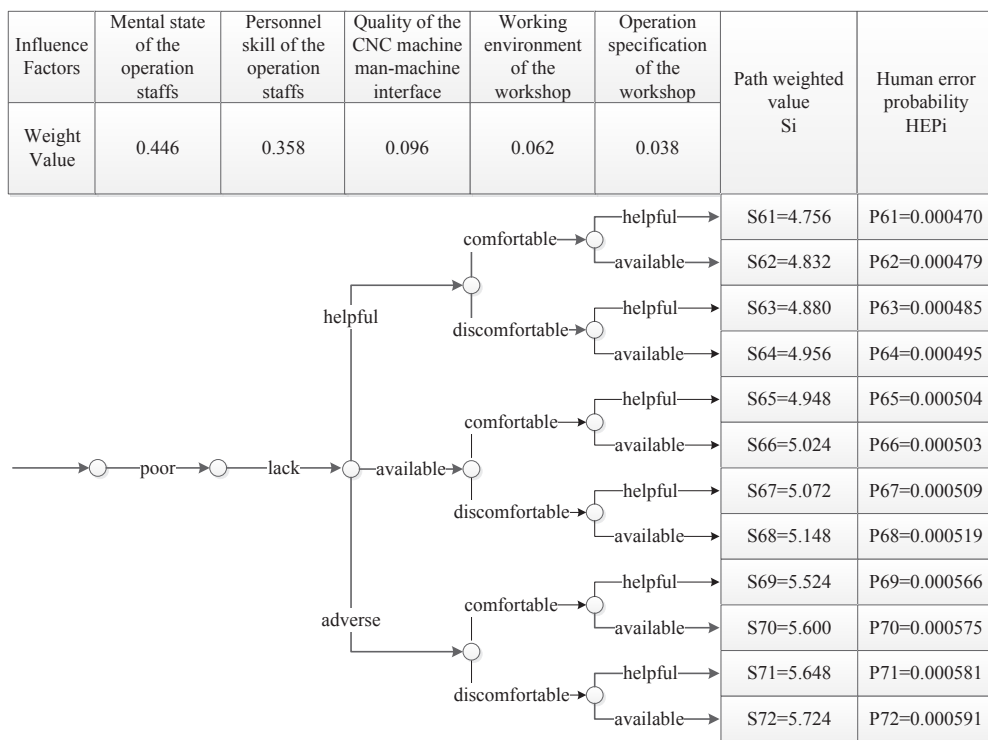 Influence
Factors
Mental state
of the
operation
staffs
Personnel
skill of the
operation
staffs
Quality of the
CNC machine
man-machine
interface
Working
environment
of the
workshop
Operation
specification
of the
workshop
Path weighted
value
Si
Human error
probability
HEPi
Weight
Value
0.446
0.358
0.096
0.062
0.038
helpful
S61=4.756
P61=0.000470
comfortable
available
S62=4.832
P62=0.000479
helpful
S63=4.880
P63=0.000485
helpful
discomfortable
available
S64=4.956
P64=0.000495
helpful
S65=4.948
P65=0.000504
comfortable
available
S66=5.024
P66=0.000503
poor
lack
available
helpful
S67=5.072
P67=0.000509
discomfortable
available
S68=5.148
P68=0.000519
helpful
S69=5.524
P69=0.000566
comfortable
adverse
available
S70=5.600
P70=0.000575
helpful
S71=5.648
P71=0.000581
discomfortable
available
S72=5.724
P72=0.000591